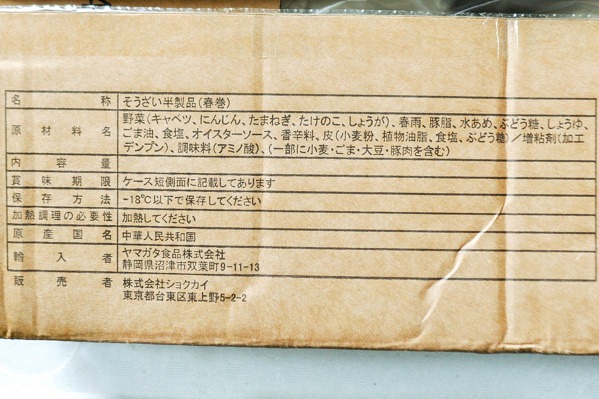 名称 そうざい半製品(春巻)
原材料名 野菜(キャベツ、にんじん、たまねぎ、たけのこ、しょうが)、春雨、豚脂、水あめ、ぶどう糖、しょうゆ、
ごま油、食塩、オイスターソース、香辛料、皮(小麦粉、植物油脂、食塩、ぶどう糖)/増粘剤(加工
デンプン)、調味料(アミノ酸)、(一部に小麦・ごま・大豆・豚肉を含む)
内容量
賞味期限 ケース短側面に記載してあります
保存方法 -18℃以下で保存してください
加熱調理の必要性 加熱してください
原産国名 中華人民共和国
輸入者 ヤマガタ食品株式会社
静岡県沼津市双葉町9-11-13
販売者 株式会社ショクカイ
東京都台東区東上野5-2-2